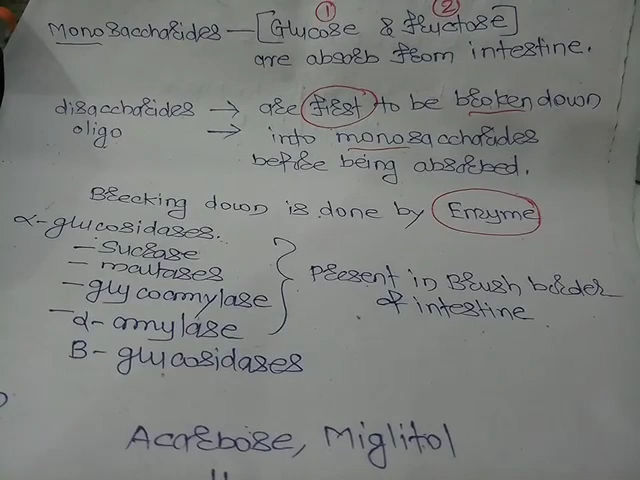 ① ②
Monosaccharides — [Glucose & fructose]
are absorb from intestine.
disaccharides → are first to be broken down
oligo → into monosaccharides
before being absorbed.
Breaking down is done by Enzyme
α-glucosidases.
— sucrase
— maltases
— glycoamylase
— α-amylase
Present in Brush border
of intestine
B-glucosidases
Acarbose, Miglitol